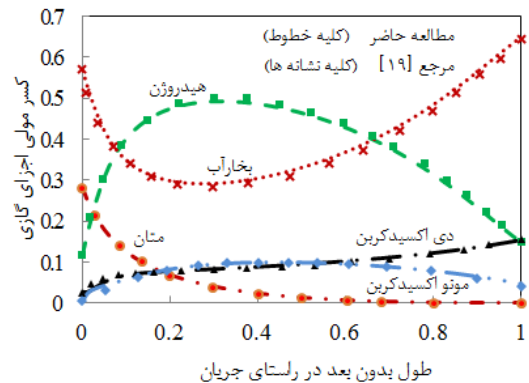 0.7
0.6
0.5
0.4
0.3
0.2
0.1
0
مطالعه حاضر (کلیه خطوط)
مرجع [۱۹] (کلیه نشانه ها)
هیدروژن
بخارآب
متان
دی اکسیدکربن
مونو اکسیدکربن
کسر مولی اجزای گازی
0 0.2 0.4 0.6 0.8 1
طول بدون بعد در راستای جریان